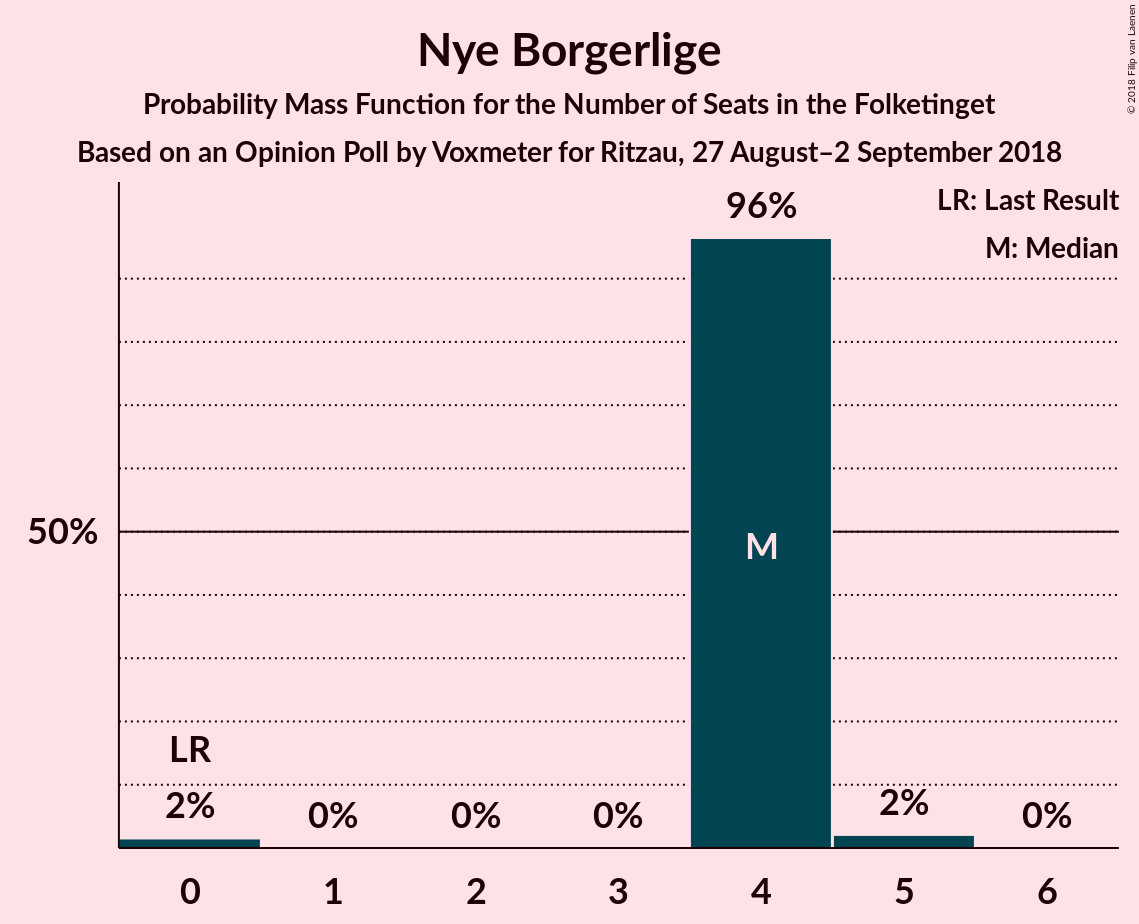 Nye Borgerlige
Probability Mass Function for the Number of Seats in the Folketinget
Based on an Opinion Poll by Voxmeter for Ritzau, 27 August–2 September 2018
© 2018 Filip van Laenen
LR: Last Result
M: Median
96%
50%
M
LR
2%
0%
0%
0%
2%
0%
0
1
2
3
4
5
6